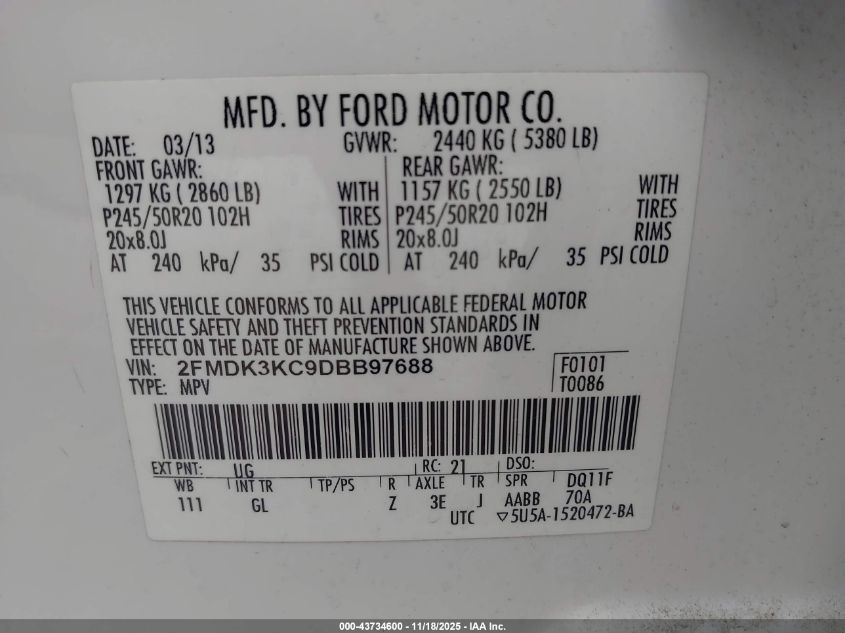 MFD. BY FORD MOTOR CO.
DATE: 03/13 GVWR: 2440 KG ( 5380 LB)
FRONT GAWR: REAR GAWR:
1297 KG ( 2860 LB) WITH 1157 KG ( 2550 LB) WITH
P245/50R20 102H TIRES P245/50R20 102H TIRES
20x8.0J RIMS 20x8.0J RIMS
AT 240 kPa/ 35 PSI COLD AT 240 kPa/ 35 PSI COLD
THIS VEHICLE CONFORMS TO ALL APPLICABLE FEDERAL MOTOR
VEHICLE SAFETY AND THEFT PREVENTION STANDARDS IN
EFFECT ON THE DATE OF MANUFACTURE SHOWN ABOVE.
VIN: 2FMDK3KC9DBB97688 F0101
TYPE: MPV T0086
EXT PNT: UG RC: 21 DSO:
WB INT TR TP/PS R AXLE TR SPR DQ11F
111 GL Z 3E J AABB 70A
UTC ▽5U5A-1520472-BA
000-43734600 - 11/18/2025 - IAA Inc.